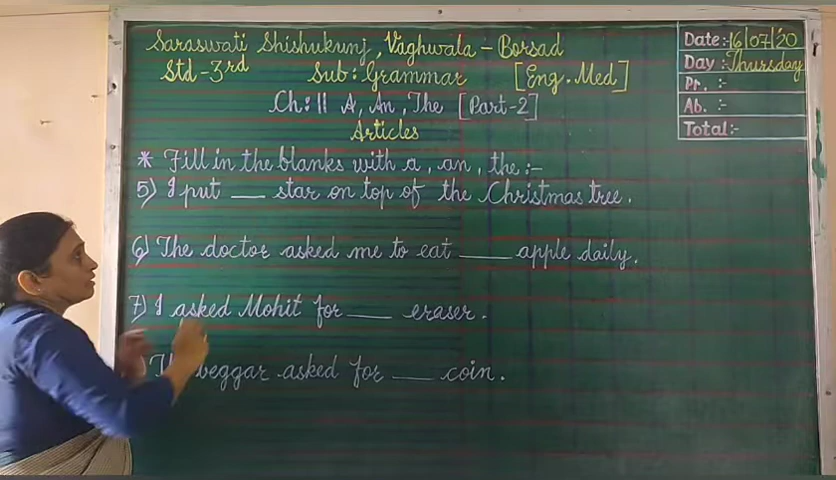 Saraswati Shishukunj, Vaghwala - Borsad
Std - 3rd Sub: Grammar [Eng. Med]
Ch: 11 A, An, The [Part-2]
Articles
* Fill in the blanks with a, an, the :-
5) I put ___ star on top of the Christmas tree.
6) The doctor asked me to eat ____ apple daily.
7) I asked Mohit for ____ eraser.
beggar asked for ____ coin.
Date :- 16/07/'20
Day :- Thursday
Pr. :-
Ab. :-
Total:-